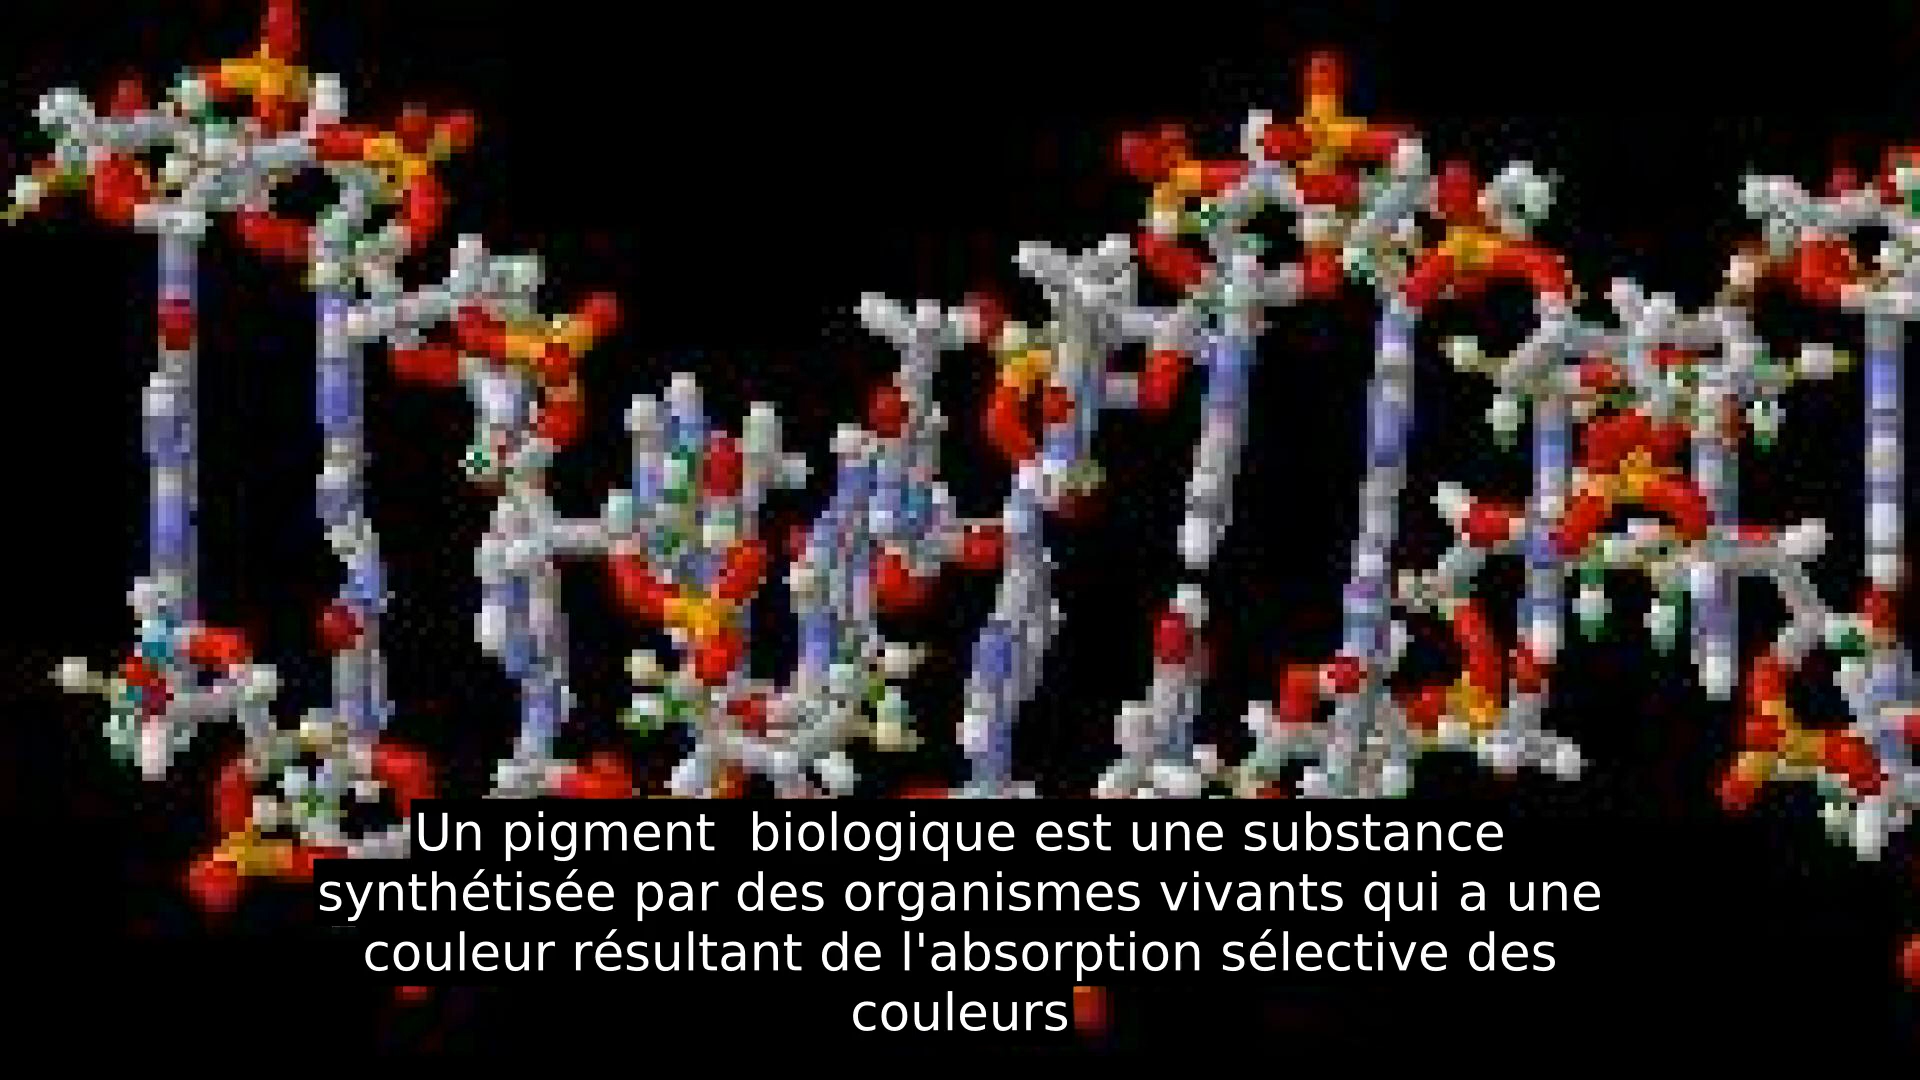 Un pigment  biologique est une substance
synthétisée par des organismes vivants qui a une
couleur résultant de l'absorption sélective des
couleurs